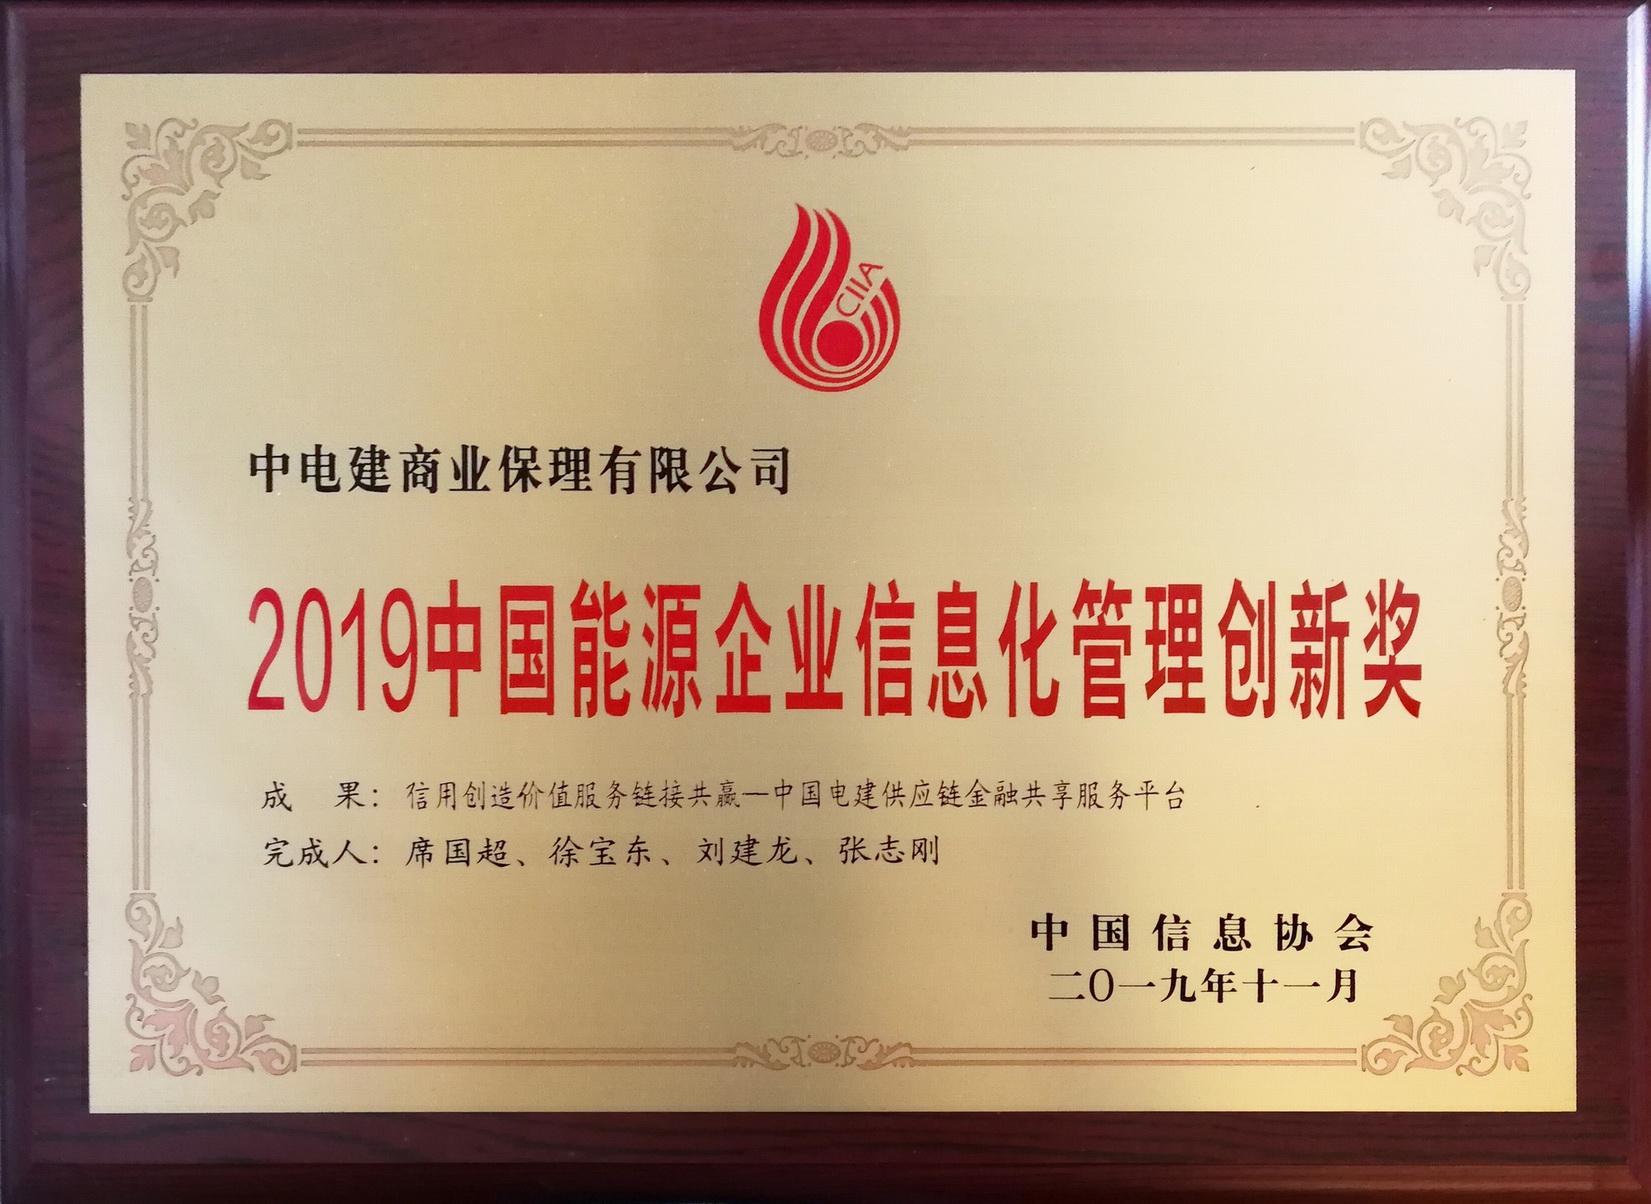 CIIA
中电建商业保理有限公司
2019中国能源企业信息化管理创新奖
成　果：信用创造价值服务链接共赢—中国电建供应链金融共享服务平台
完成人：席国超、徐宝东、刘建龙、张志刚
中国信息协会
二〇一九年十一月